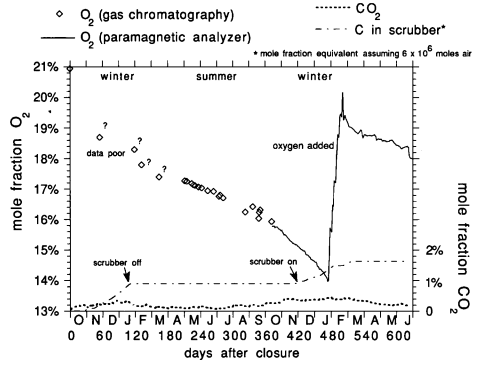 O2 (gas chromatography)
O2 (paramagnetic analyzer)
CO2
C in scrubber*
* mole fraction equivalent assuming 6 x 10^6 moles air
winter summer winter
21%
20%
19%
18%
17%
16%
15%
14%
13%
mole fraction O2
? ? ? ?
data poor
oxygen added
scrubber off
scrubber on
2%
1%
0
mole fraction CO2
O N D J F M A M J J A S O N D J F M A M J
0 60 120 180 240 300 360 420 480 540 600
days after closure